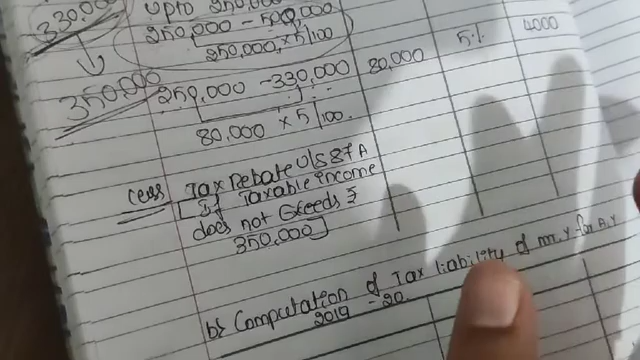 330,000
upto 250,000
250,000 - 500,000
250,000 × 5/100
350,000
250,000 - 330,000 80,000 5% 4000
80,000 × 5/100.
cess Tax Rebate U/S 87A
If Taxable income
does not Exceeds ₹
350,000
b) Computation of Tax liability of mr. Y for A.Y
2019 - 20